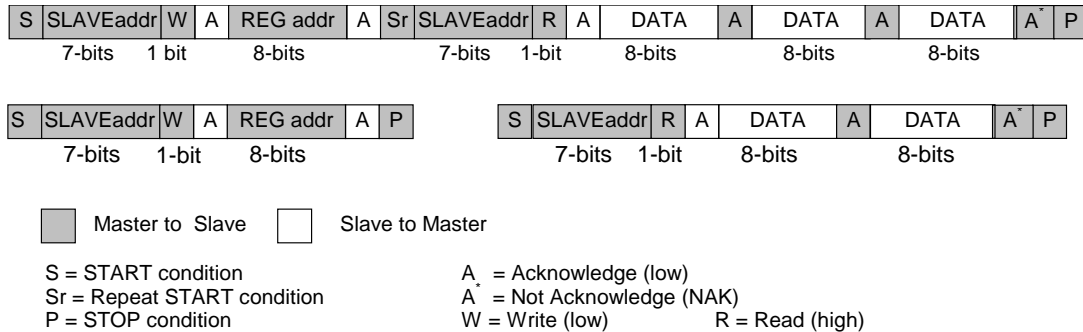 S SLAVEaddr W A REG addr A Sr SLAVEaddr R A DATA A DATA A DATA A* P
7-bits 1 bit 8-bits 7-bits 1-bit 8-bits 8-bits 8-bits
S SLAVEaddr W A REG addr A P S SLAVEaddr R A DATA A DATA A* P
7-bits 1-bit 8-bits 7-bits 1-bit 8-bits 8-bits
Master to Slave Slave to Master
S = START condition A = Acknowledge (low)
Sr = Repeat START condition A* = Not Acknowledge (NAK)
P = STOP condition W = Write (low) R = Read (high)